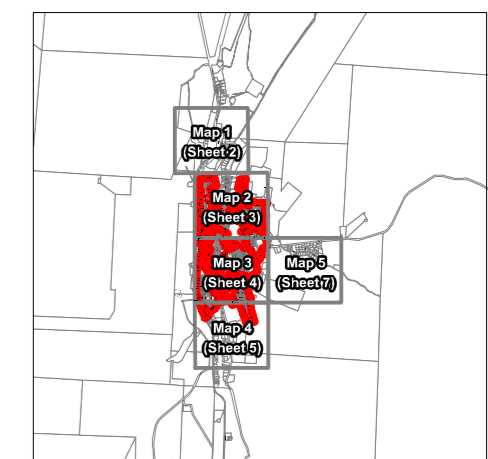 Map 1
(Sheet 2)
Map 2
(Sheet 3)
Map 3
(Sheet 4)
Map 5
(Sheet 7)
Map 4
(Sheet 5)